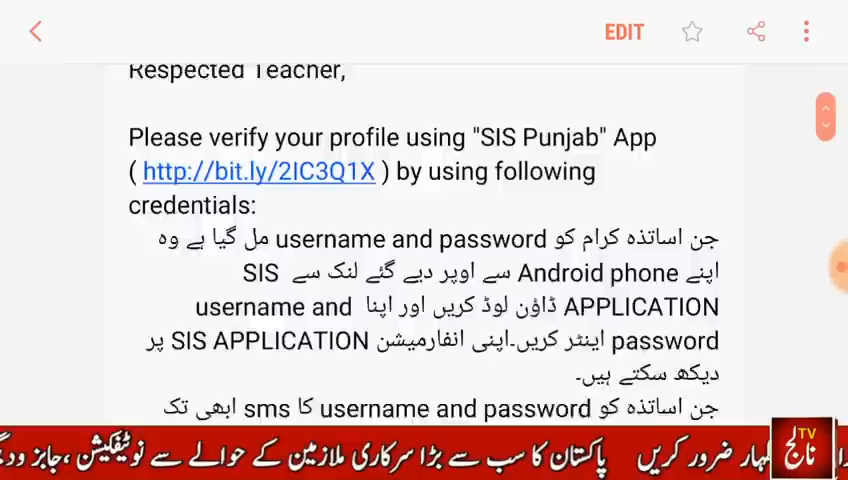 EDIT
Respected Teacher,
Please verify your profile using "SIS Punjab" App
( http://bit.ly/2IC3Q1X ) by using following
credentials:
جن اساتذہ کرام کو username and password مل گیا ہے وہ
اپنے Android phone سے اوپر دیے گئے لنک سے SIS
APPLICATION ڈاؤن لوڈ کریں اور اپنا username and
password اینٹر کریں۔اپنی انفارمیشن SIS APPLICATION پر
دیکھ سکتے ہیں۔
جن اساتذہ کو username and password کا sms ابھی تک
ہار ضرور کریں پاکستان کا سب سے بڑا سرکاری ملازمین کے حوالے سے نوٹیفکیشن ،جابز
TV
نالج